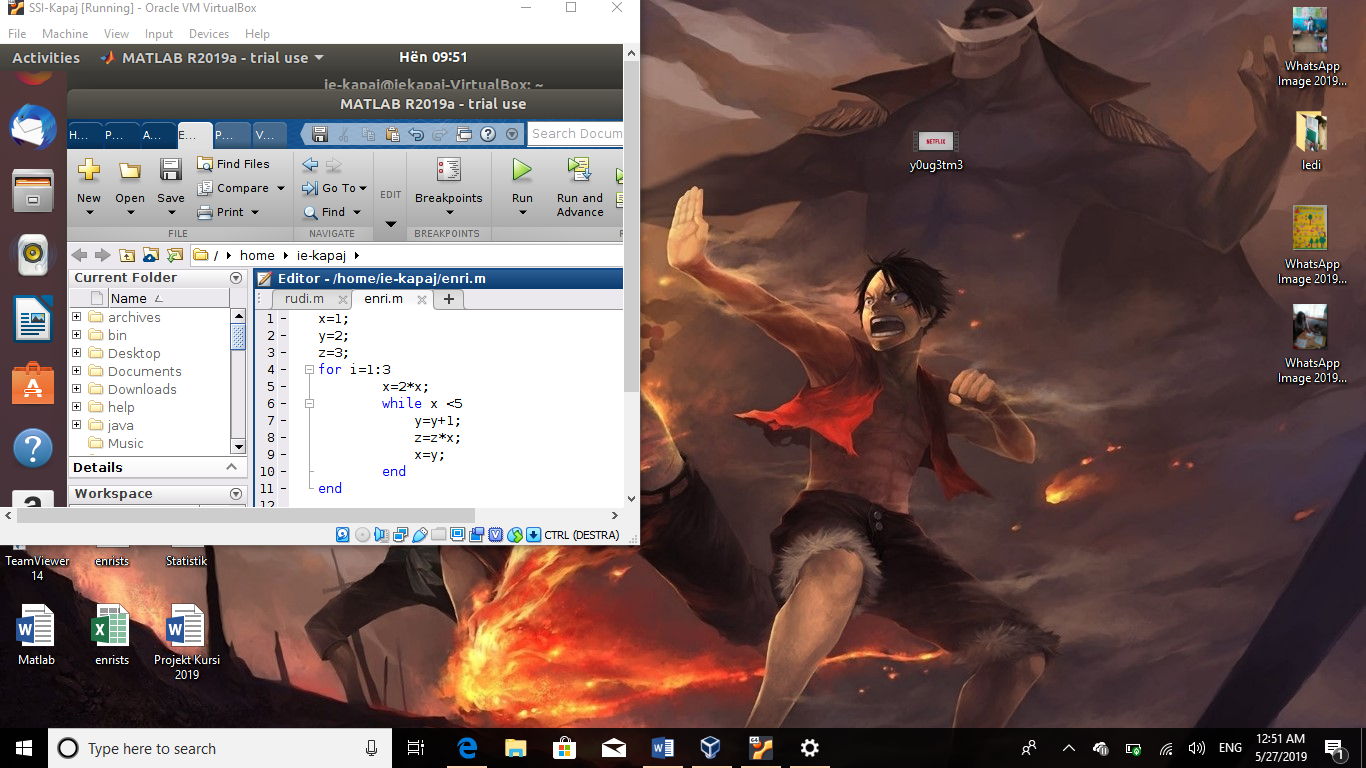 SSI-Kapaj [Running] - Oracle VM VirtualBox
File Machine View Input Devices Help
Activities MATLAB R2019a - trial use Hën 09:51
ie-kapaj@iekapaj-VirtualBox: ~
MATLAB R2019a - trial use
H... P... A... E... P... V... Search Docum
New Open Save Find Files Compare Print
Go To Find
EDIT
Breakpoints
Run
Run and
Advance
FILE NAVIGATE BREAKPOINTS
/ home ie-kapaj
Current Folder
Name
archives
bin
Desktop
Documents
Downloads
help
java
Music
Details
Workspace
Editor - /home/ie-kapaj/enri.m
rudi.m enri.m +
1 - x=1;
2 - y=2;
3 - z=3;
4 - for i=1:3
5 - x=2*x;
6 - while x <5
7 - y=y+1;
8 - z=z*x;
9 - x=y;
10 - end
11 - end
12
CTRL (DESTRA)
TeamViewer
14
enrists
Statistik
Matlab
enrists
Projekt Kursi
2019
NETFLIX
y0ug3tm3
WhatsApp
Image 2019...
ledi
WhatsApp
Image 2019...
WhatsApp
Image 2019...
Type here to search
ENG
12:51 AM
5/27/2019
1